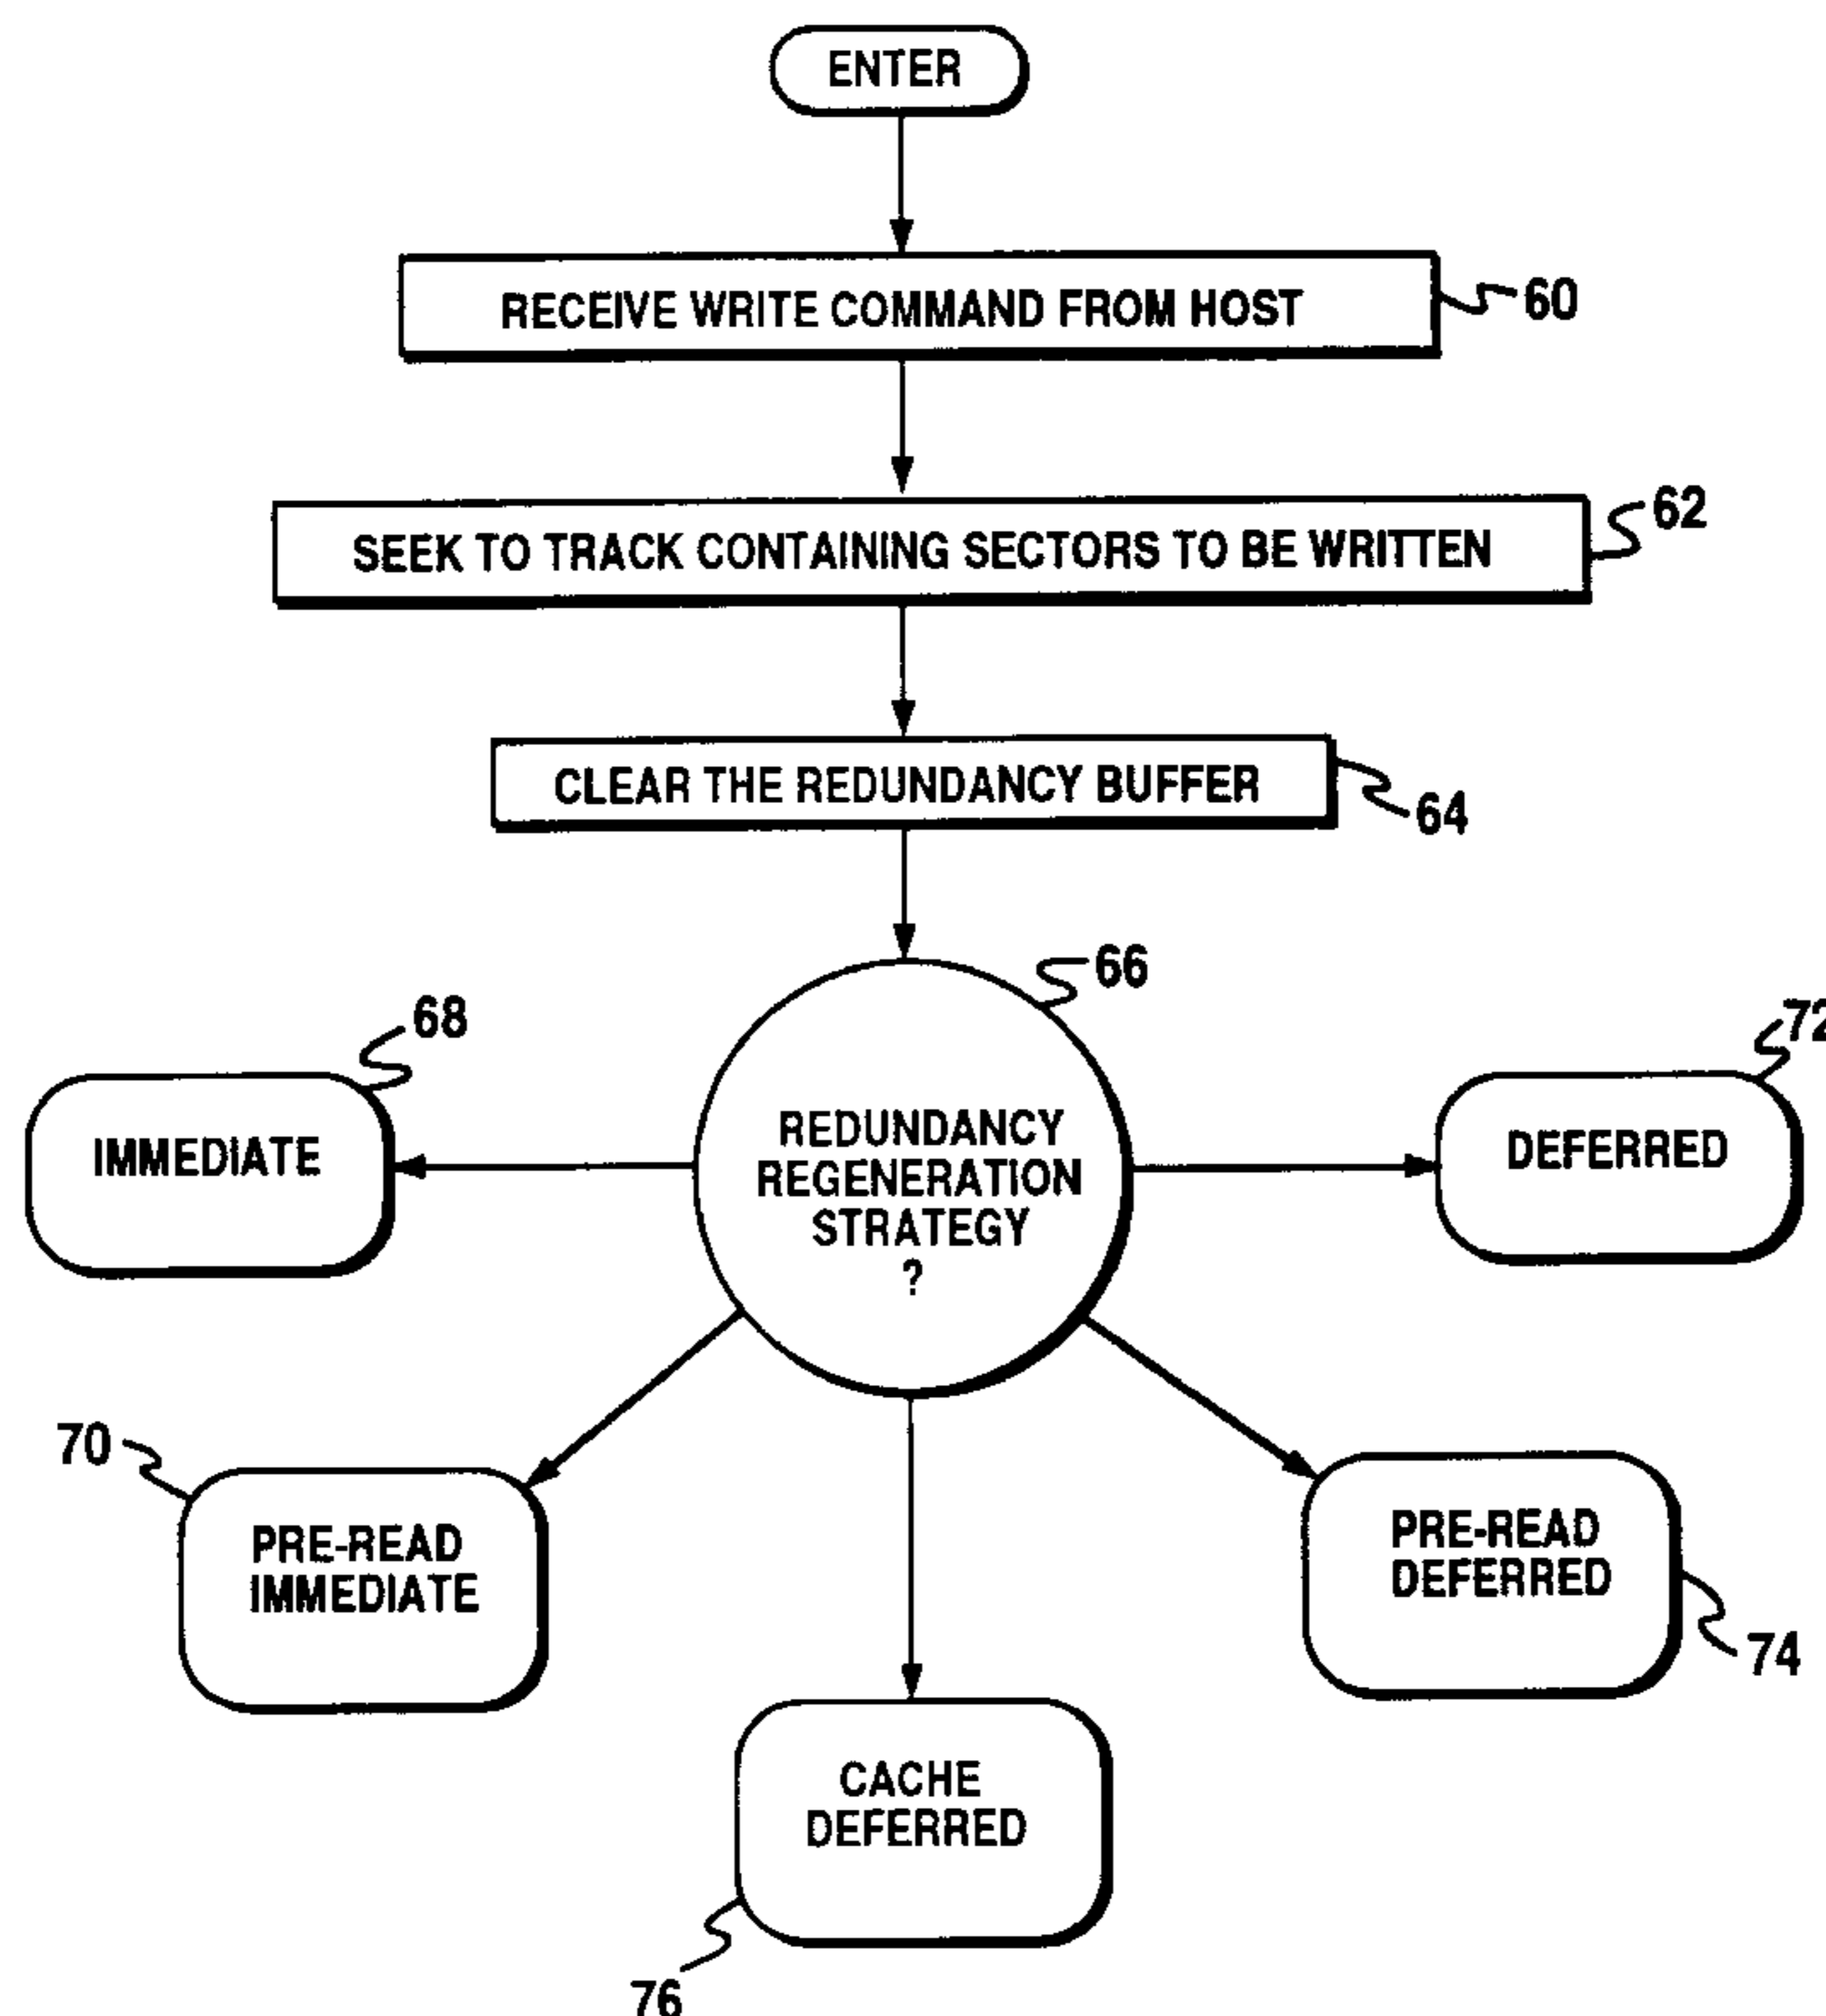 ENTER
RECEIVE WRITE COMMAND FROM HOST
60
SEEK TO TRACK CONTAINING SECTORS TO BE WRITTEN
62
CLEAR THE REDUNDANCY BUFFER
64
66
REDUNDANCY
REGENERATION
STRATEGY
?
68
IMMEDIATE
72
DEFERRED
70
PRE-READ
IMMEDIATE
PRE-READ
DEFERRED
74
CACHE
DEFERRED
76